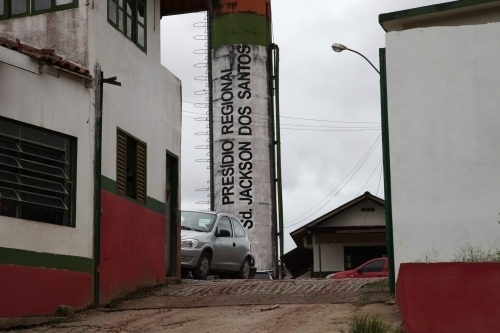 PRESÍDIO REGIONAL
Sd. JACKSON DOS SANTOS